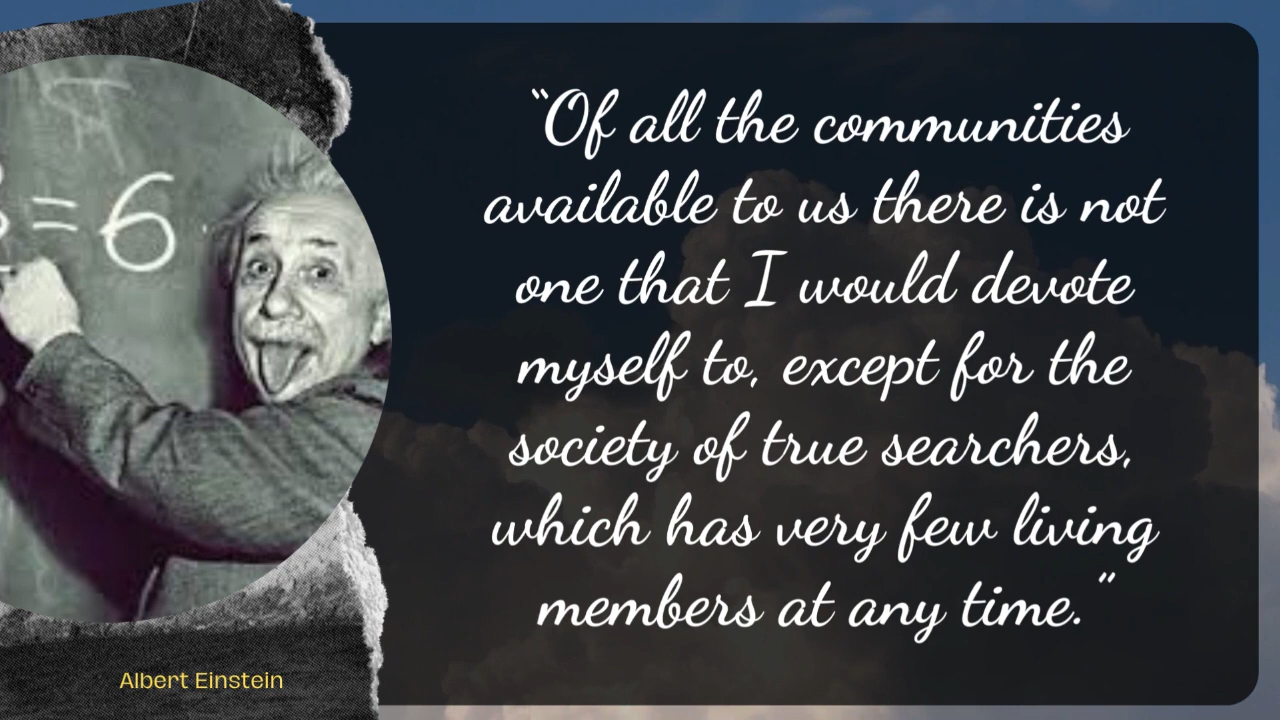 = 6
“Of all the communities
available to us there is not
one that I would devote
myself to, except for the
society of true searchers,
which has very few living
members at any time.”
Albert Einstein